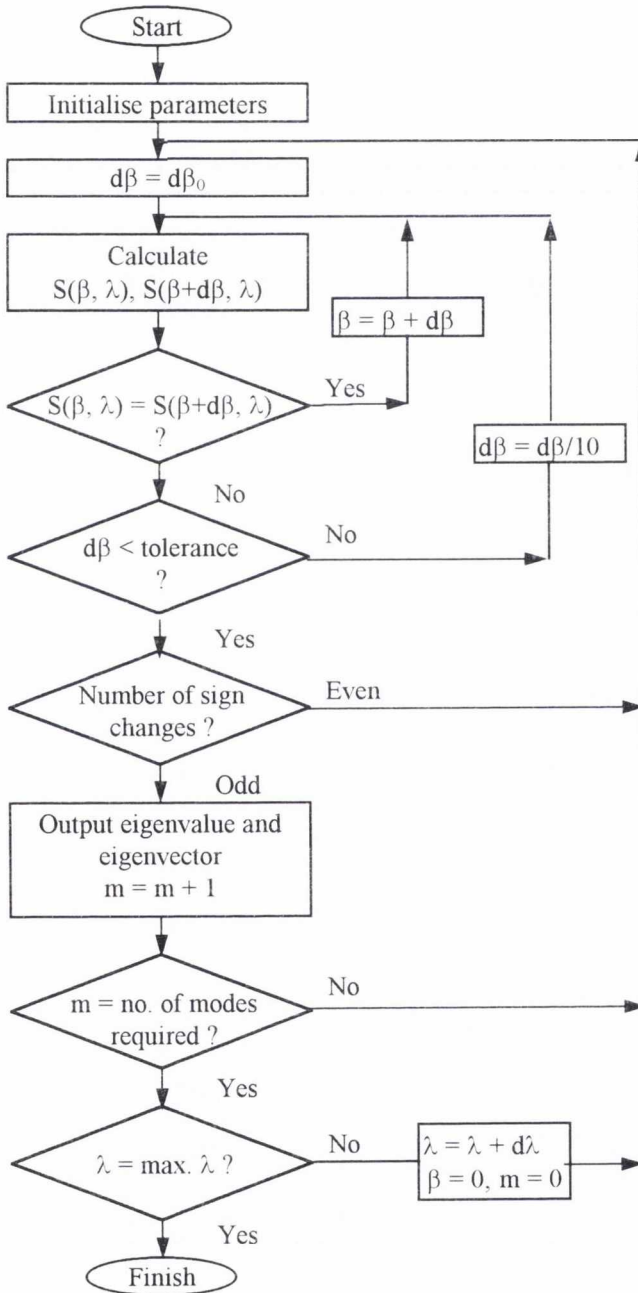 Start
Initialise parameters
dβ = dβ₀
Calculate
S(β, λ), S(β+dβ, λ)
β = β + dβ
S(β, λ) = S(β+dβ, λ)
?
Yes
dβ = dβ/10
No
dβ < tolerance
?
No
Yes
Number of sign
changes ?
Even
Odd
Output eigenvalue and
eigenvector
m = m + 1
m = no. of modes
required ?
No
Yes
λ = max. λ ?
No
λ = λ + dλ
β = 0, m = 0
Yes
Finish